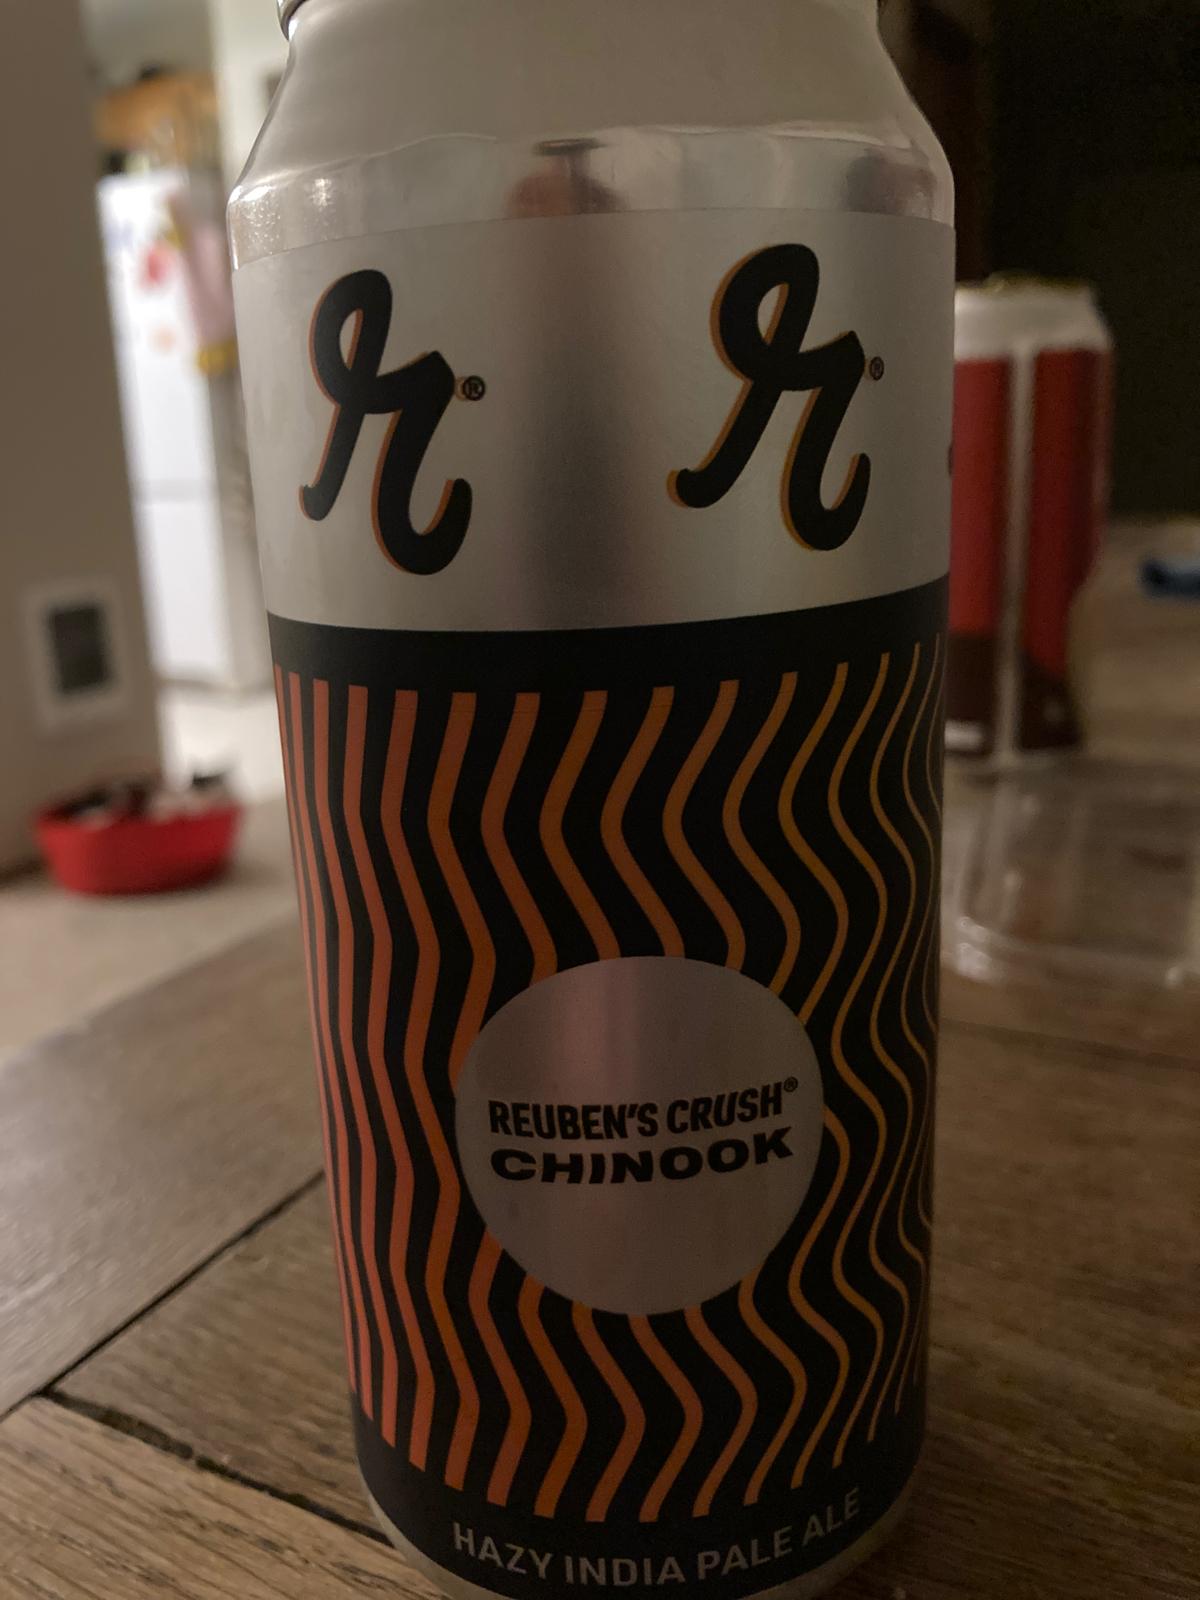 r® r®
REUBEN'S CRUSH®
CHINOOK
HAZY INDIA PALE ALE